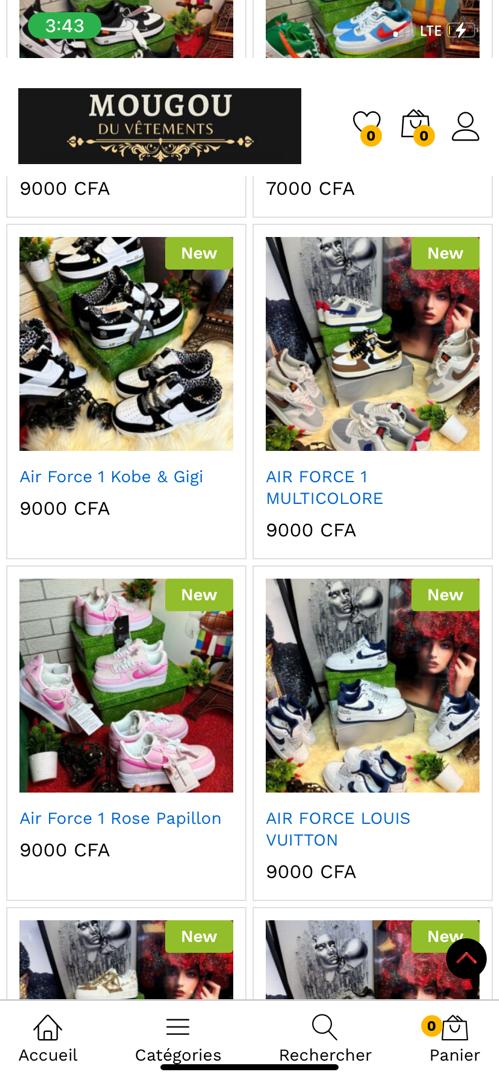 3:43
LTE
MOUGOU
DU VÊTEMENTS
0
0
9000 CFA
7000 CFA
New
New
Air Force 1 Kobe & Gigi
9000 CFA
AIR FORCE 1
MULTICOLORE
9000 CFA
New
New
Air Force 1 Rose Papillon
9000 CFA
AIR FORCE LOUIS
VUITTON
9000 CFA
New
New
0
Accueil
Catégories
Rechercher
Panier